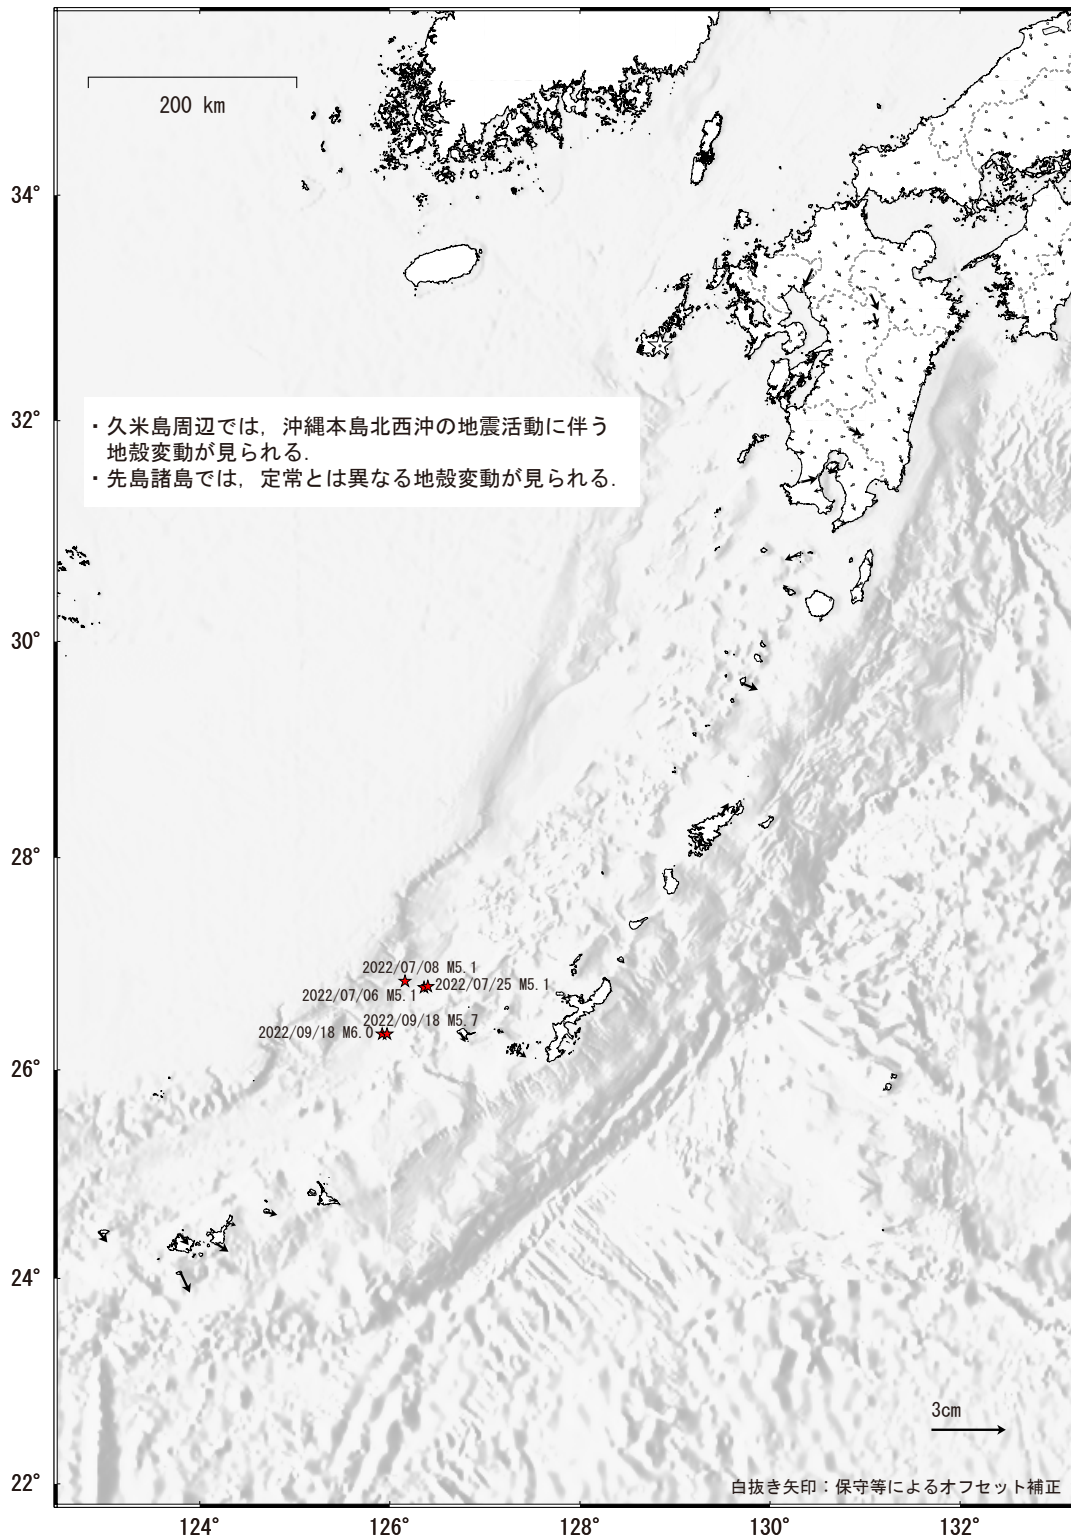 200 km
34°
32°
・久米島周辺では，沖縄本島北西沖の地震活動に伴う
地殻変動が見られる.
・先島諸島では，定常とは異なる地殻変動が見られる.
30°
28°
2022/07/08 M5.1
2022/07/25 M5.1
2022/07/06 M5.1
2022/09/18 M5.7
2022/09/18 M6.0
26°
24°
3cm
22°
白抜き矢印：保守等によるオフセット補正
124°
126°
128°
130°
132°